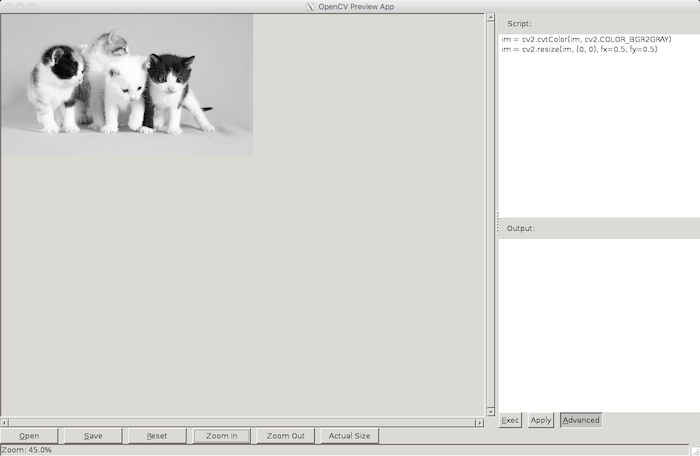 OpenCV Preview App
Script:
im = cv2.cvtColor(im, cv2.COLOR_BGR2GRAY)
im = cv2.resize(im, (0, 0), fx=0.5, fy=0.5)
Output:
Exec Apply Advanced
Open Save Reset Zoom In Zoom Out Actual Size
Zoom: 45.0%